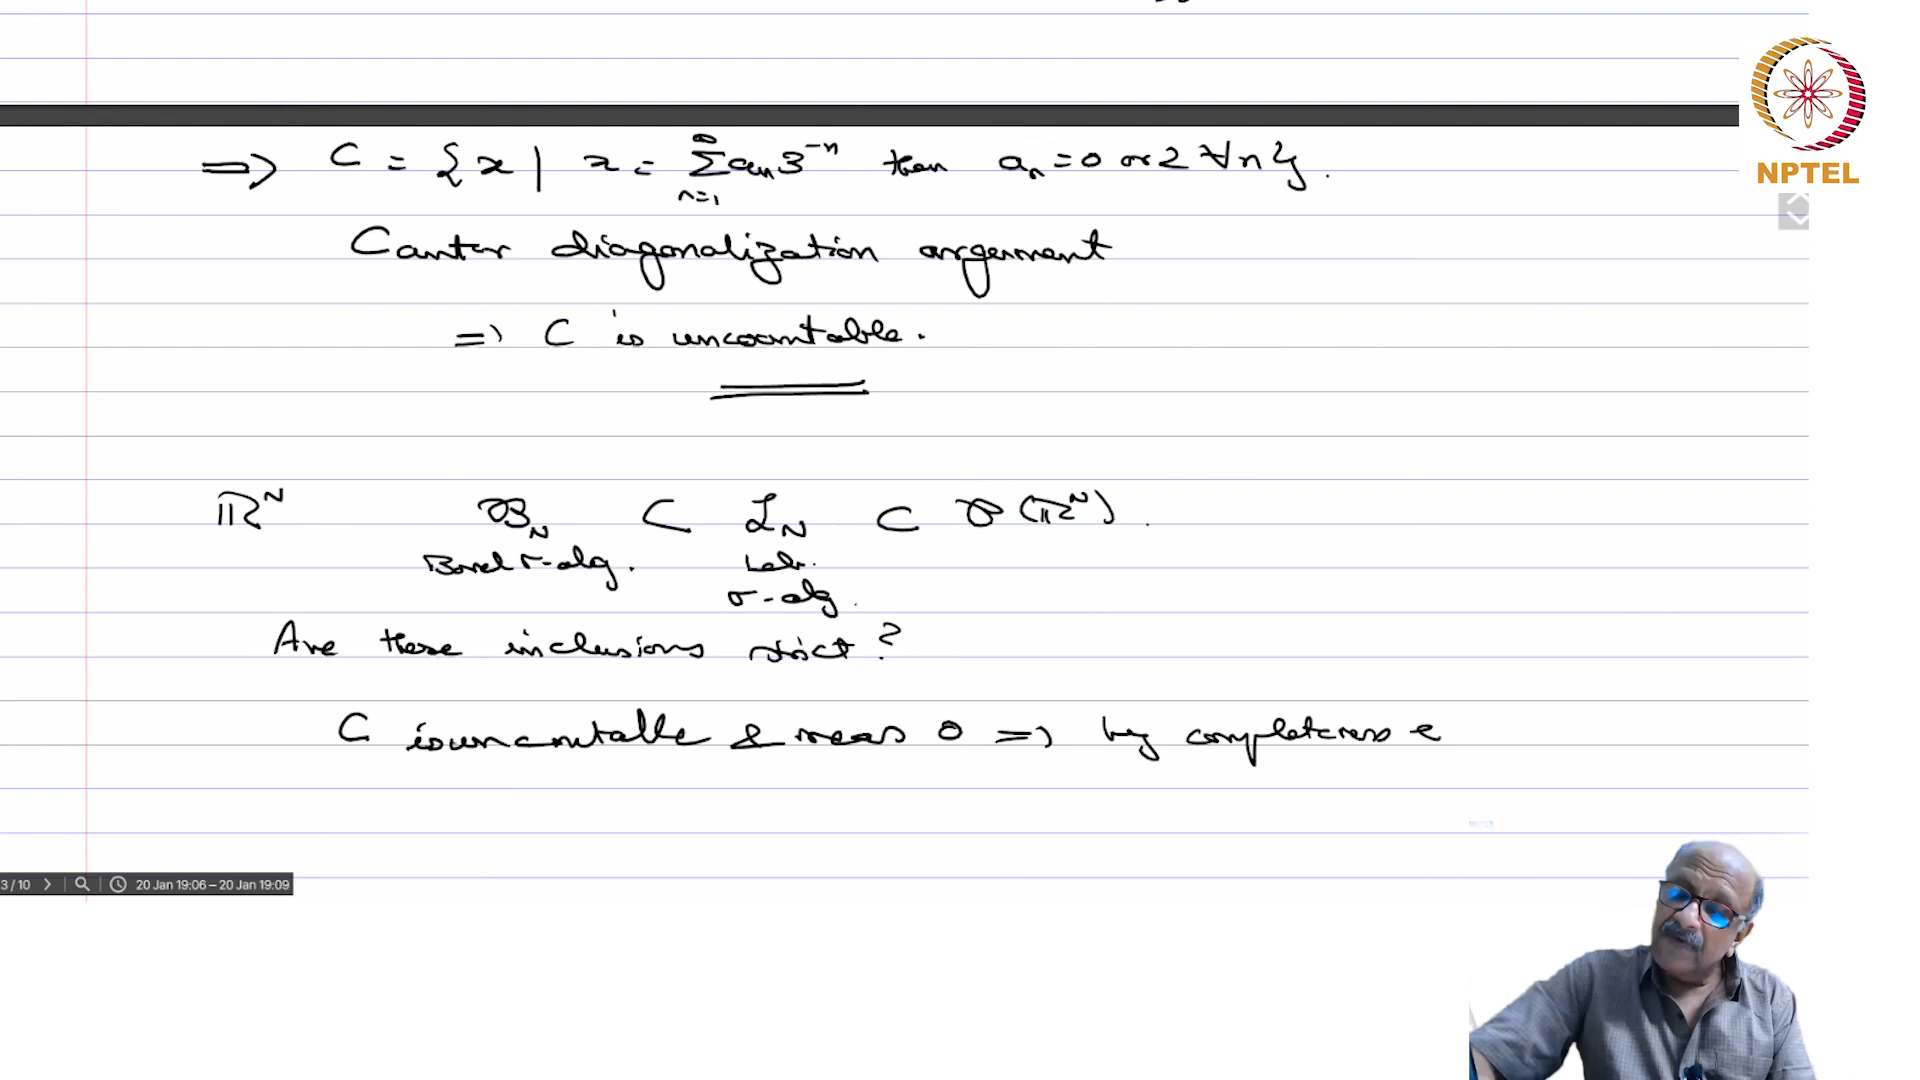 ⇒ C = { x | x = ∑_{n=1}^{∞} a_n 3^{-n} then a_n = 0 or 2 ∀ n }.
Cantor diagonalization argument
⇒ C is uncountable.
ℝ^N 𝓑_N ⊂ 𝓛_N ⊂ 𝒫(ℝ^N).
Borel σ-alg. Leb.
σ-alg.
Are these inclusions strict?
C is uncountable & meas 0 ⇒ by completeness e
NPTEL
3 / 10 20 Jan 19:06 – 20 Jan 19:09